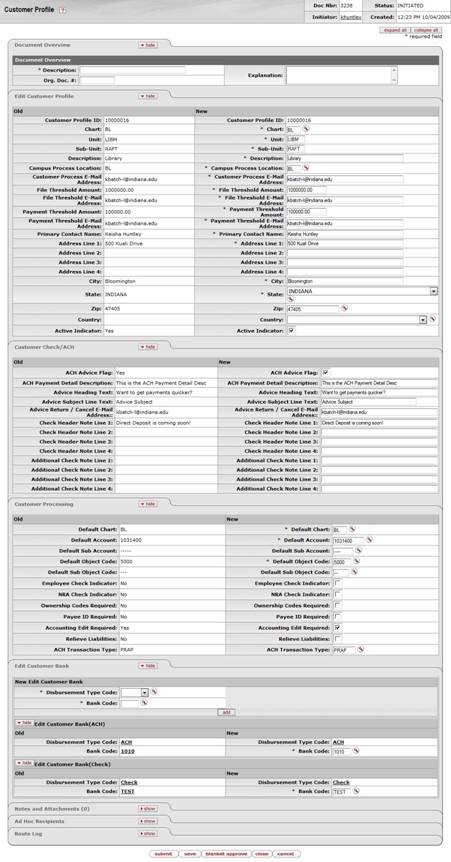 Customer Profile ?
Doc Nbr: 3238 Status: INITIATED
Initiator: khuntley Created: 12:23 PM 10/04/2009
expand all collapse all
* required field
Document Overview hide
Document Overview
* Description: Explanation:
Org. Doc. #:
Edit Customer Profile hide
Old New
Customer Profile ID: 10000016 Customer Profile ID: 10000016
Chart: BL * Chart: BL
Unit: LIBM * Unit: LIBM
Sub-Unit: RAFT * Sub-Unit: RAFT
Description: Library * Description: Library
Campus Process Location: BL * Campus Process Location: BL
Customer Process E-Mail Address: kbatch-l@indiana.edu * Customer Process E-Mail Address: kbatch-l@indiana.edu
File Threshold Amount: 1000000.00 * File Threshold Amount: 1000000.00
File Threshold E-Mail Address: kbatch-l@indiana.edu * File Threshold E-Mail Address: kbatch-l@indiana.edu
Payment Threshold Amount: 100000.00 * Payment Threshold Amount: 100000.00
Payment Threshold E-Mail Address: kbatch-l@indiana.edu * Payment Threshold E-Mail Address: kbatch-l@indiana.edu
Primary Contact Name: Keisha Huntley * Primary Contact Name: Keisha Huntley
Address Line 1: 500 Kuali Drive * Address Line 1: 500 Kuali Drive
Address Line 2: Address Line 2:
Address Line 3: Address Line 3:
Address Line 4: Address Line 4:
City: Bloomington * City: Bloomington
State: INDIANA * State: INDIANA
Zip: 47405 Zip: 47405
Country: Country:
Active Indicator: Yes Active Indicator:
Customer Check/ACH hide
Old New
ACH Advice Flag: Yes ACH Advice Flag:
ACH Payment Detail Description: This is the ACH Payment Detail Desc ACH Payment Detail Description: This is the ACH Payment Detail Desc
Advice Heading Text: Want to get payments quicker? Advice Heading Text: Want to get payments quicker?
Advice Subject Line Text: Advice Subject Advice Subject Line Text: Advice Subject
Advice Return / Cancel E-Mail Address: kbatch-l@indiana.edu Advice Return / Cancel E-Mail Address: kbatch-l@indiana.edu
Check Header Note Line 1: Direct Deposit is coming soon! Check Header Note Line 1: Direct Deposit is coming soon!
Check Header Note Line 2: Check Header Note Line 2:
Check Header Note Line 3: Check Header Note Line 3:
Check Header Note Line 4: Check Header Note Line 4:
Additional Check Note Line 1: Additional Check Note Line 1:
Additional Check Note Line 2: Additional Check Note Line 2:
Additional Check Note Line 3: Additional Check Note Line 3:
Additional Check Note Line 4: Additional Check Note Line 4:
Customer Processing hide
Old New
Default Chart: BL * Default Chart: BL
Default Account: 1031400 * Default Account: 1031400
Default Sub Account: ----- Default Sub Account: -----
Default Object Code: 5000 * Default Object Code: 5000
Default Sub Object Code: --- Default Sub Object Code: ---
Employee Check Indicator: No Employee Check Indicator:
NRA Check Indicator: No NRA Check Indicator:
Ownership Codes Required: No Ownership Codes Required:
Payee ID Required: No Payee ID Required:
Accounting Edit Required: Yes Accounting Edit Required:
Relieve Liabilities: No Relieve Liabilities:
ACH Transaction Type: PRAP ACH Transaction Type: PRAP
Edit Customer Bank hide
New Edit Customer Bank
* Disbursement Type Code:
* Bank Code:
add
hide Edit Customer Bank(ACH)
Old New
Disbursement Type Code: ACH Disbursement Type Code: ACH
Bank Code: 1010 * Bank Code: 1010
hide Edit Customer Bank(Check)
Old New
Disbursement Type Code: Check Disbursement Type Code: Check
Bank Code: TEST * Bank Code: TEST
Notes and Attachments (0) show
Ad Hoc Recipients show
Route Log show
submit save blanket approve close cancel